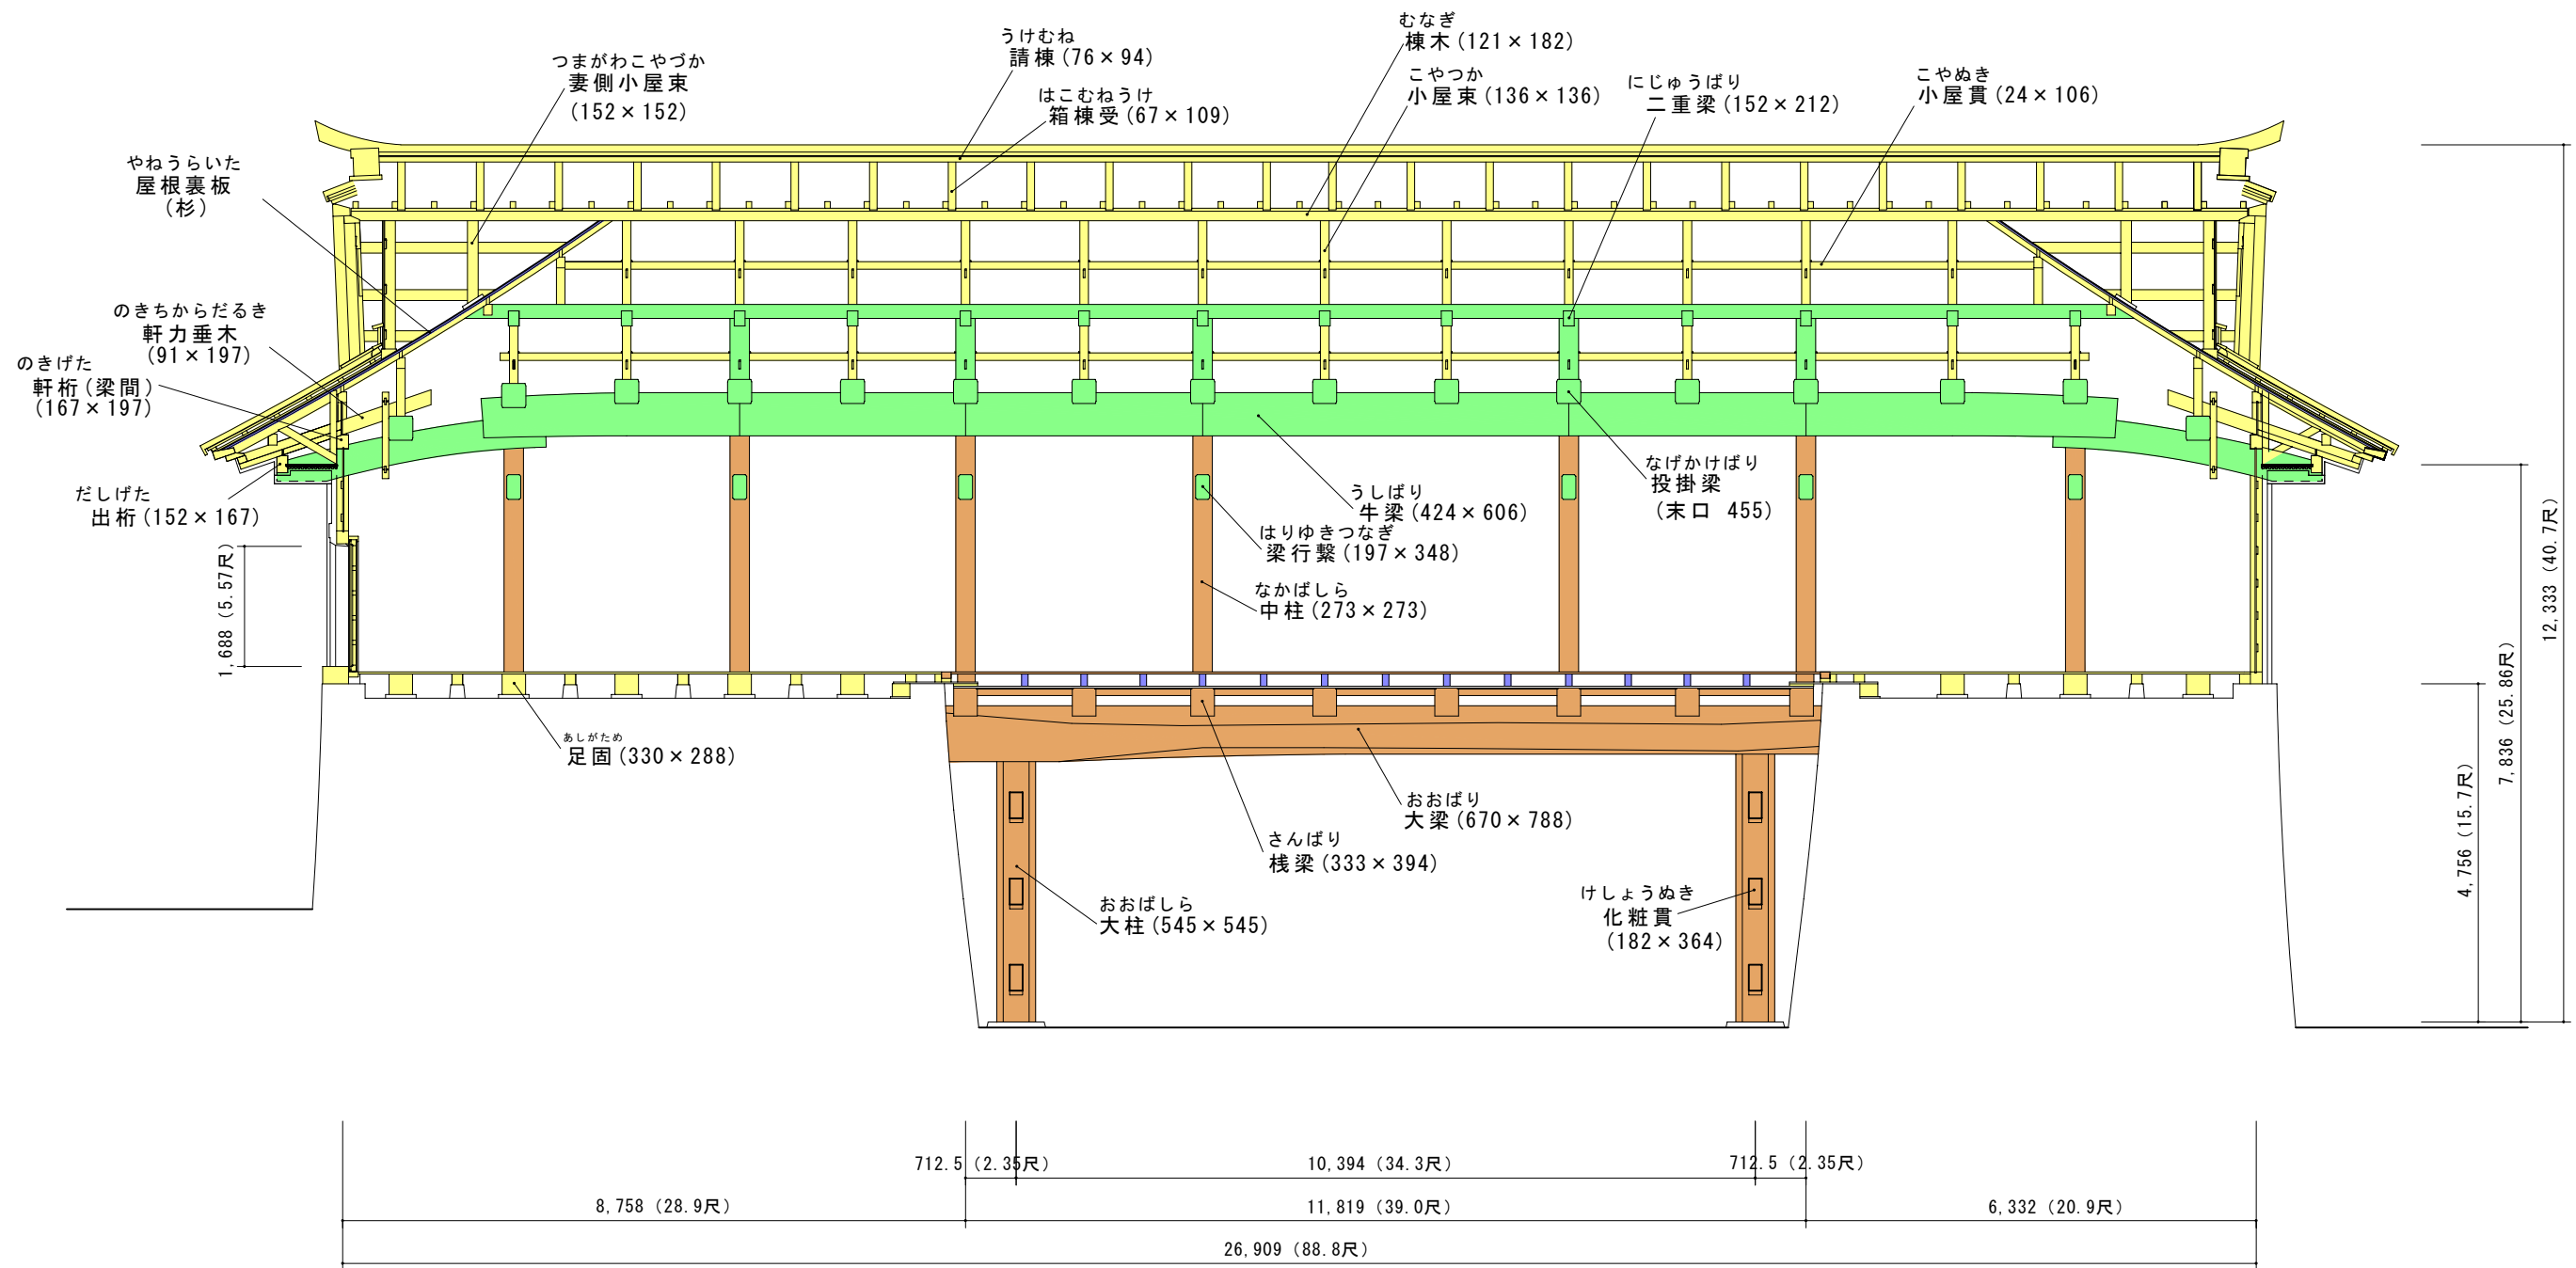 むなぎ
棟木(121×182)
うけむね
請棟(76×94)
つまがわこやづか
妻側小屋束
(152×152)
こやつか
小屋束(136×136)
にじゅうばり
二重梁(152×212)
こやぬき
小屋貫(24×106)
はこむねうけ
箱棟受(67×109)
やねうらいた
屋根裏板
(杉)
のきちからだるき
軒力垂木
(91×197)
のきげた
軒桁(梁間)
(167×197)
だしげた
出桁(152×167)
なげかけばり
投掛梁
(末口 455)
うしばり
牛梁(424×606)
はりゆきつなぎ
梁行繋(197×348)
なかばしら
中柱(273×273)
あしがため
足固(330×288)
おおばり
大梁(670×788)
さんばり
桟梁(333×394)
おおばしら
大柱(545×545)
けしょうぬき
化粧貫
(182×364)
1,688 (5.57尺)
4,756 (15.7尺)
7,836 (25.86尺)
12,333 (40.7尺)
712.5 (2.35尺)
10,394 (34.3尺)
712.5 (2.35尺)
8,758 (28.9尺)
11,819 (39.0尺)
6,332 (20.9尺)
26,909 (88.8尺)